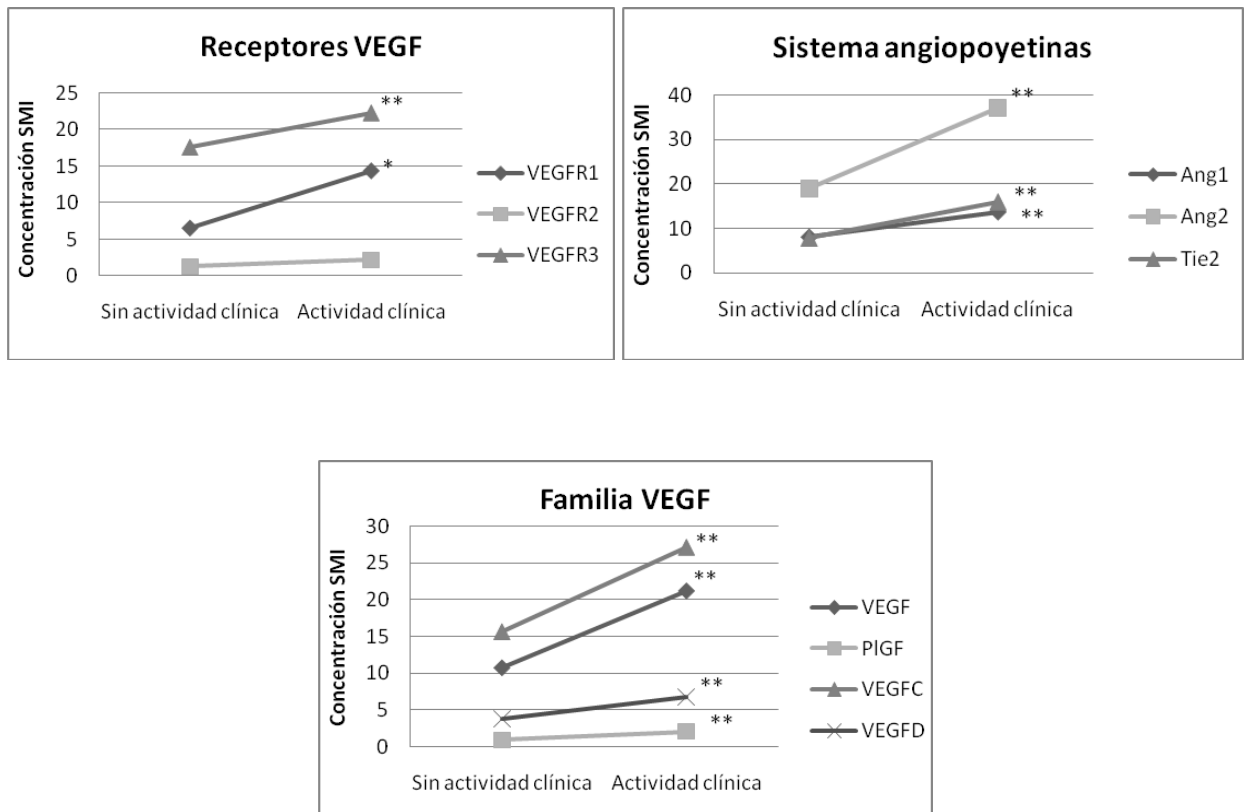 Receptores VEGF
Concentración SMI
25
20
15
10
5
0
**
*
Sin actividad clínica
Actividad clínica
VEGFR1
VEGFR2
VEGFR3
Sistema angiopoyetinas
Concentración SMI
40
30
20
10
0
**
**
**
Sin actividad clínica
Actividad clínica
Ang1
Ang2
Tie2
Familia VEGF
Concentración SMI
30
25
20
15
10
5
0
**
**
**
**
Sin actividad clínica
Actividad clínica
VEGF
PlGF
VEGFC
VEGFD